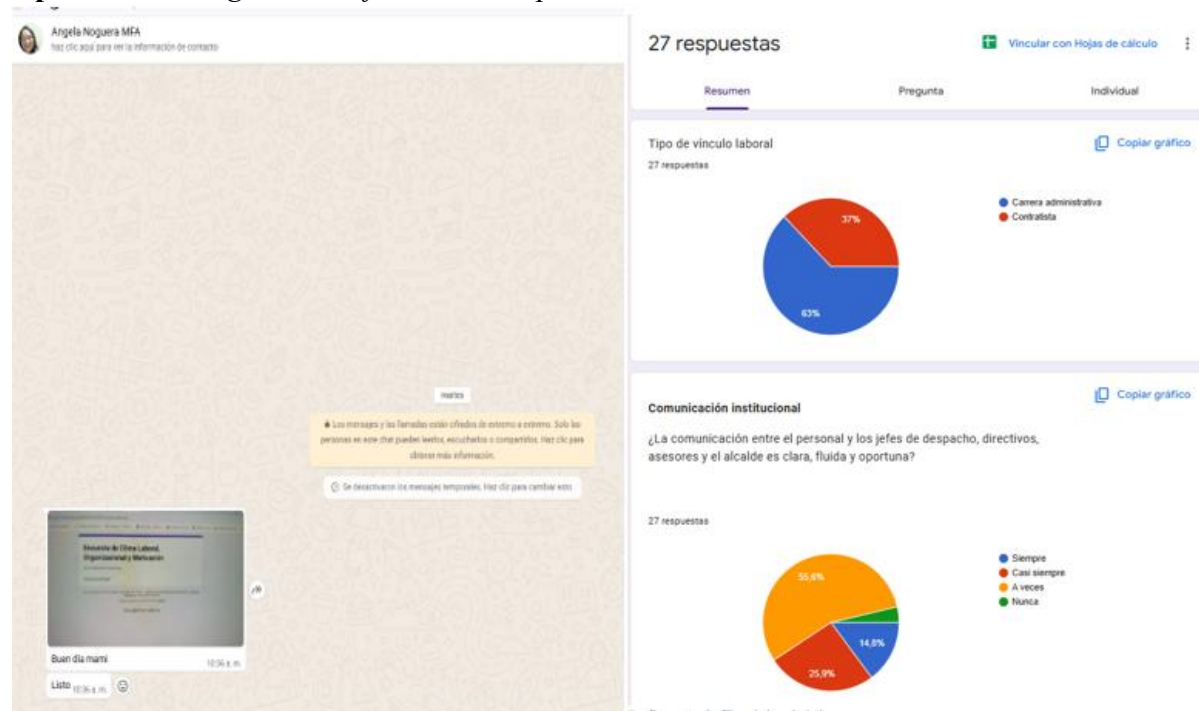 Angela Noguera MFA
haz clic aquí para ver la información de contacto
martes
Los mensajes y las llamadas están cifrados de extremo a extremo. Solo las
personas en este chat pueden leerlos, escucharlos o compartirlos. Haz clic para
obtener más información.
Se desactivaron los mensajes temporales. Haz clic para cambiar esto.
Encuesta de Clima Laboral,
Organizacional y Motivación
Buen día mami
10:36 a. m.
Listo
10:36 a. m.
27 respuestas
Vincular con Hojas de cálculo
Resumen
Pregunta
Individual
Tipo de vínculo laboral
Copiar gráfico
27 respuestas
37%
63%
Carrera administrativa
Contratista
Copiar gráfico
Comunicación institucional
¿La comunicación entre el personal y los jefes de despacho, directivos,
asesores y el alcalde es clara, fluida y oportuna?
27 respuestas
55,6%
14,8%
25,9%
Siempre
Casi siempre
A veces
Nunca